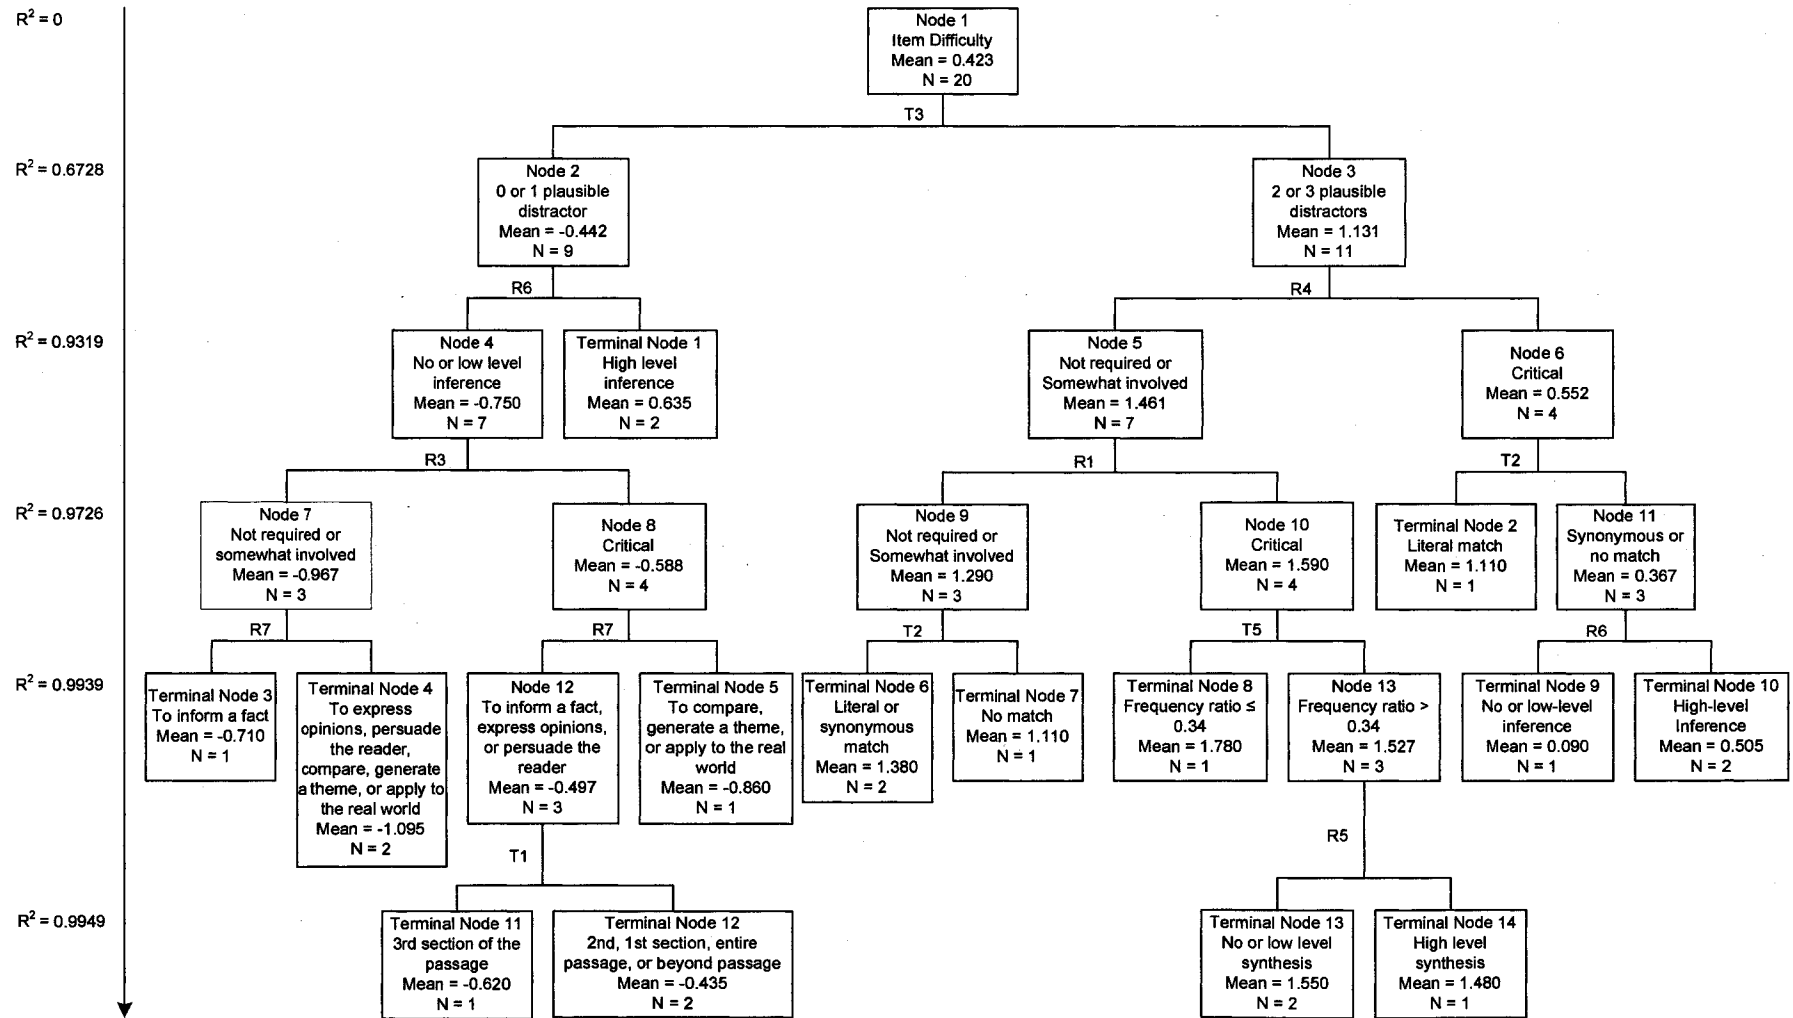 R² = 0
Node 1
Item Difficulty
Mean = 0.423
N = 20
T3
R² = 0.6728
Node 2
0 or 1 plausible
distractor
Mean = -0.442
N = 9
Node 3
2 or 3 plausible
distractors
Mean = 1.131
N = 11
R6
R4
R² = 0.9319
Node 4
No or low level
inference
Mean = -0.750
N = 7
Terminal Node 1
High level
inference
Mean = 0.635
N = 2
Node 5
Not required or
Somewhat involved
Mean = 1.461
N = 7
Node 6
Critical
Mean = 0.552
N = 4
R3
R1
T2
R² = 0.9726
Node 7
Not required or
somewhat involved
Mean = -0.967
N = 3
Node 8
Critical
Mean = -0.588
N = 4
Node 9
Not required or
Somewhat involved
Mean = 1.290
N = 3
Node 10
Critical
Mean = 1.590
N = 4
Terminal Node 2
Literal match
Mean = 1.110
N = 1
Node 11
Synonymous or
no match
Mean = 0.367
N = 3
R7
R7
T2
T5
R6
R² = 0.9939
Terminal Node 3
To inform a fact
Mean = -0.710
N = 1
Terminal Node 4
To express
opinions, persuade
the reader,
compare, generate
a theme, or apply to
the real world
Mean = -1.095
N = 2
Node 12
To inform a fact,
express opinions,
or persuade the
reader
Mean = -0.497
N = 3
Terminal Node 5
To compare,
generate a theme,
or apply to the real
world
Mean = -0.860
N = 1
Terminal Node 6
Literal or
synonymous
match
Mean = 1.380
N = 2
Terminal Node 7
No match
Mean = 1.110
N = 1
Terminal Node 8
Frequency ratio ≤
0.34
Mean = 1.780
N = 1
Node 13
Frequency ratio >
0.34
Mean = 1.527
N = 3
Terminal Node 9
No or low-level
inference
Mean = 0.090
N = 1
Terminal Node 10
High-level
Inference
Mean = 0.505
N = 2
T1
R5
R² = 0.9949
Terminal Node 11
3rd section of the
passage
Mean = -0.620
N = 1
Terminal Node 12
2nd, 1st section, entire
passage, or beyond passage
Mean = -0.435
N = 2
Terminal Node 13
No or low level
synthesis
Mean = 1.550
N = 2
Terminal Node 14
High level
synthesis
Mean = 1.480
N = 1